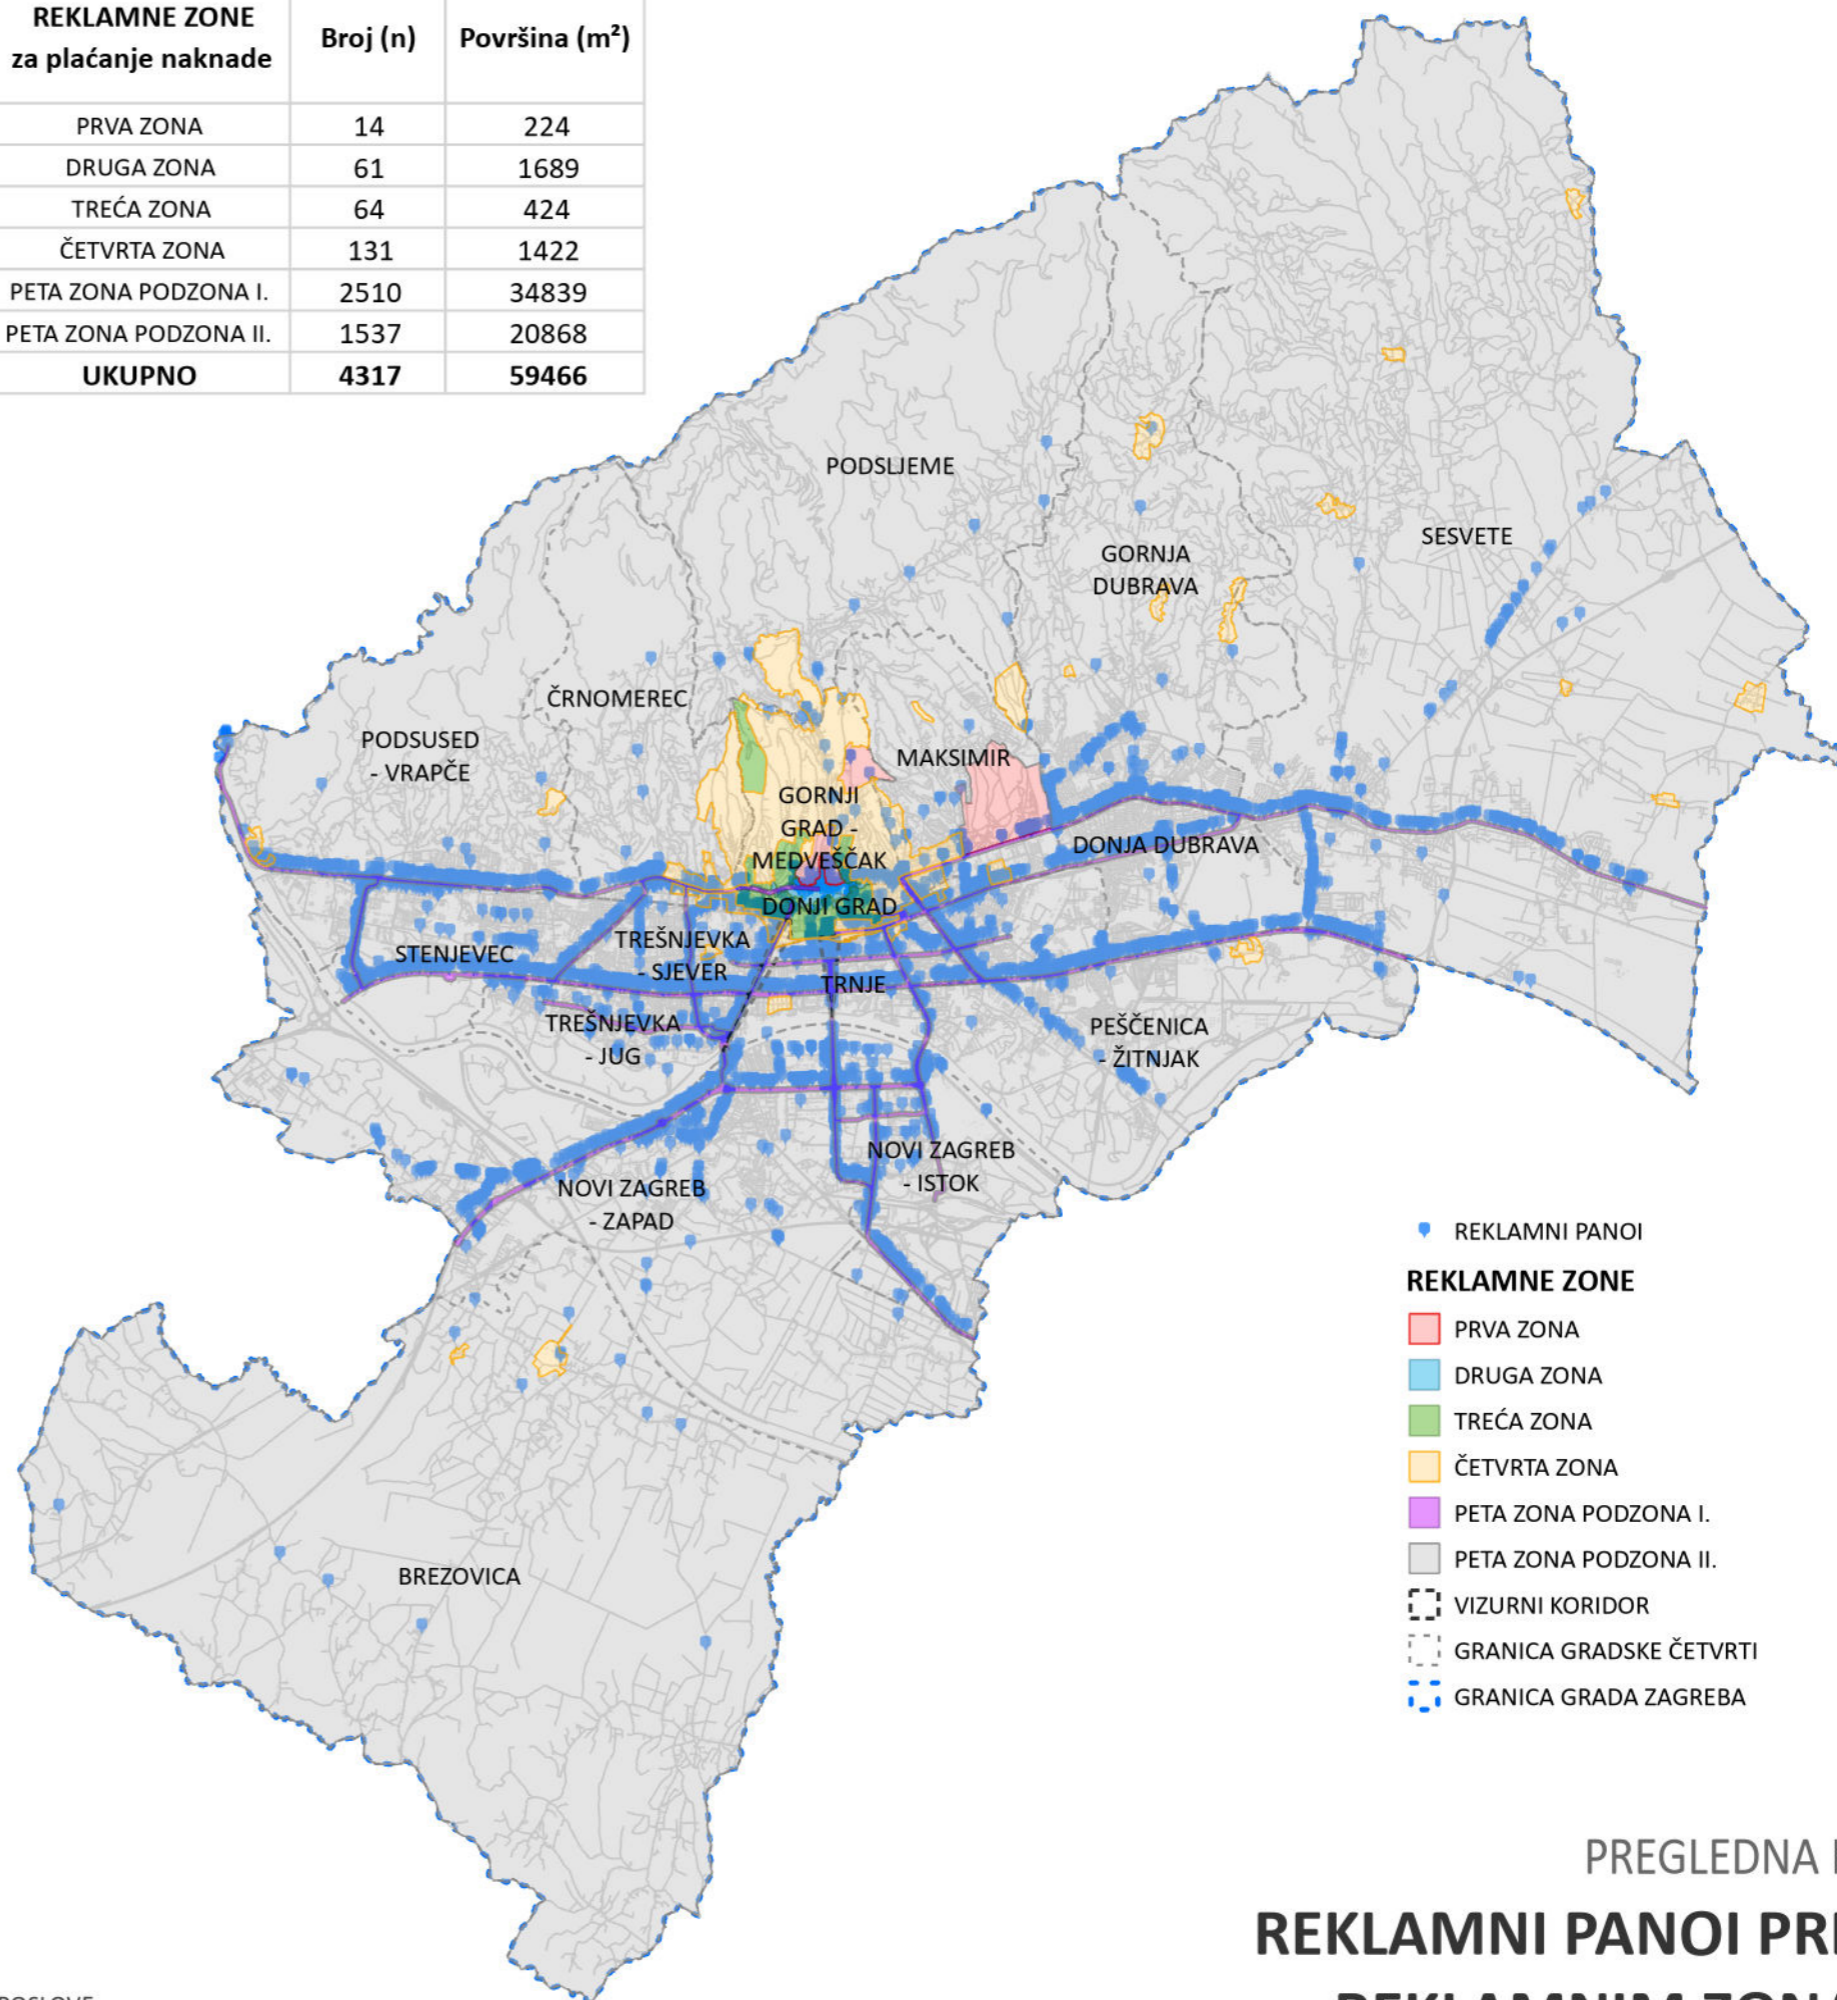 REKLAMNE ZONE
za plaćanje naknade
Broj (n)
Površina (m²)
PRVA ZONA 14 224
DRUGA ZONA 61 1689
TREĆA ZONA 64 424
ČETVRTA ZONA 131 1422
PETA ZONA PODZONA I. 2510 34839
PETA ZONA PODZONA II. 1537 20868
UKUPNO 4317 59466
PODSLJEME
SESVETE
GORNJA
DUBRAVA
ČRNOMEREC
PODSUSED
- VRAPČE
MAKSIMIR
GORNJI
GRAD -
MEDVEŠČAK
DONJA DUBRAVA
DONJI GRAD
TREŠNJEVKA
- SJEVER
STENJEVEC
TRNJE
TREŠNJEVKA
- JUG
PEŠČENICA
- ŽITNJAK
NOVI ZAGREB
- ISTOK
NOVI ZAGREB
- ZAPAD
BREZOVICA
REKLAMNI PANOI
REKLAMNE ZONE
PRVA ZONA
DRUGA ZONA
TREĆA ZONA
ČETVRTA ZONA
PETA ZONA PODZONA I.
PETA ZONA PODZONA II.
VIZURNI KORIDOR
GRANICA GRADSKE ČETVRTI
GRANICA GRADA ZAGREBA
PREGLEDNA
REKLAMNI PANOI